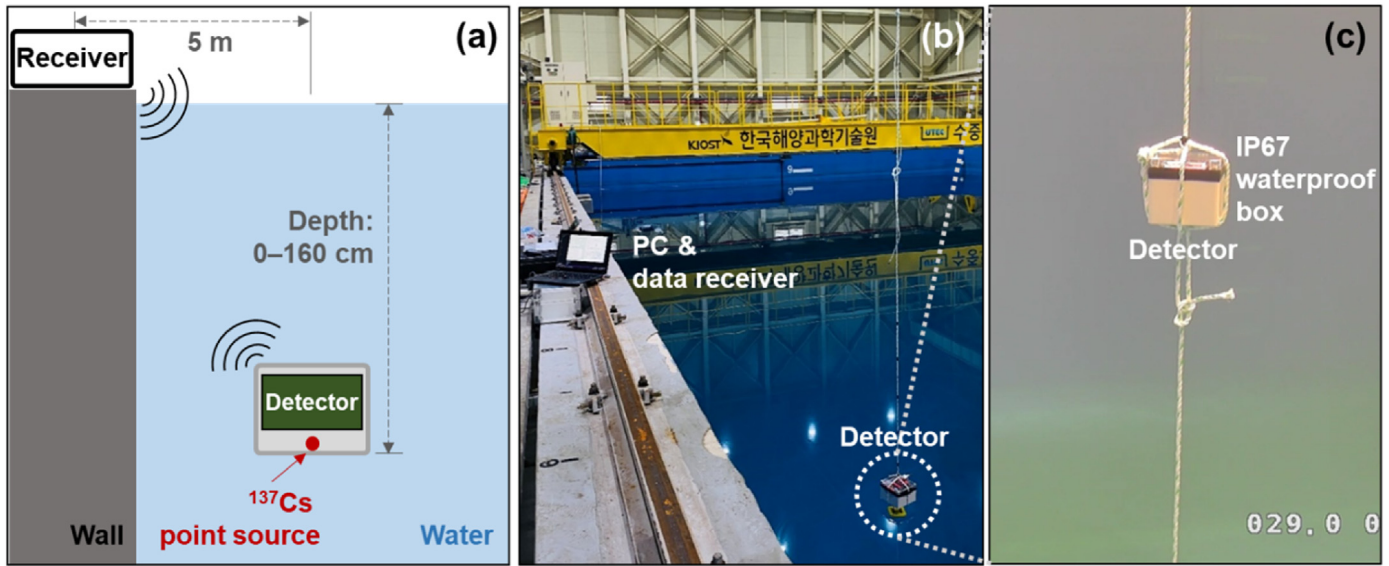 (a)
5 m
Receiver
Depth:
0–160 cm
Detector
¹³⁷Cs
point source
Wall
Water
(b)
KIOST 한국해양과학기술원
UTEC 수중
PC &
data receiver
Detector
(c)
IP67
waterproof
box
Detector
029.0 0